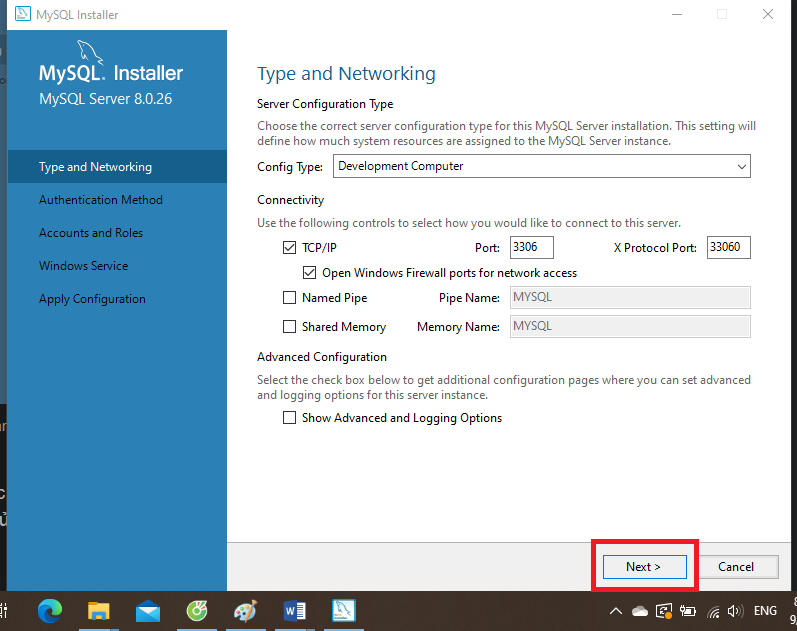 MySQL Installer
MySQL. Installer
MySQL Server 8.0.26
Type and Networking
Authentication Method
Accounts and Roles
Windows Service
Apply Configuration
Type and Networking
Server Configuration Type
Choose the correct server configuration type for this MySQL Server installation. This setting will
define how much system resources are assigned to the MySQL Server instance.
Config Type: Development Computer
Connectivity
Use the following controls to select how you would like to connect to this server.
TCP/IP Port: 3306 X Protocol Port: 33060
Open Windows Firewall ports for network access
Named Pipe Pipe Name: MYSQL
Shared Memory Memory Name: MYSQL
Advanced Configuration
Select the check box below to get additional configuration pages where you can set advanced
and logging options for this server instance.
Show Advanced and Logging Options
Next > Cancel
ENG